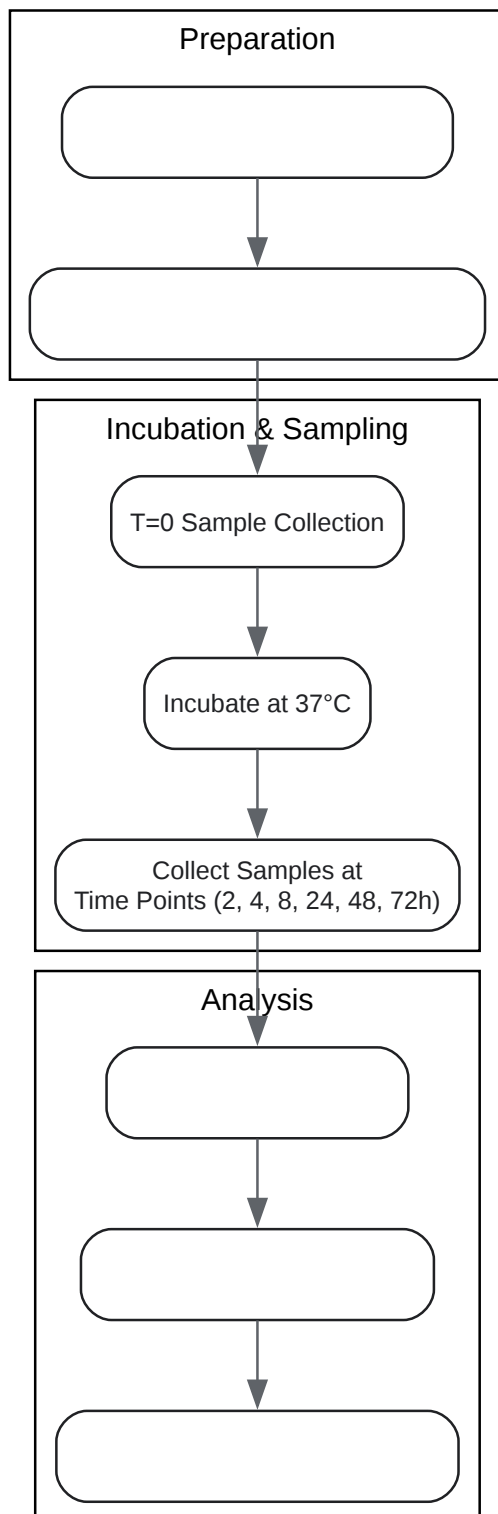 Preparation
Incubation & Sampling
T=0 Sample Collection
Incubate at 37°C
Collect Samples at
Time Points (2, 4, 8, 24, 48, 72h)
Analysis